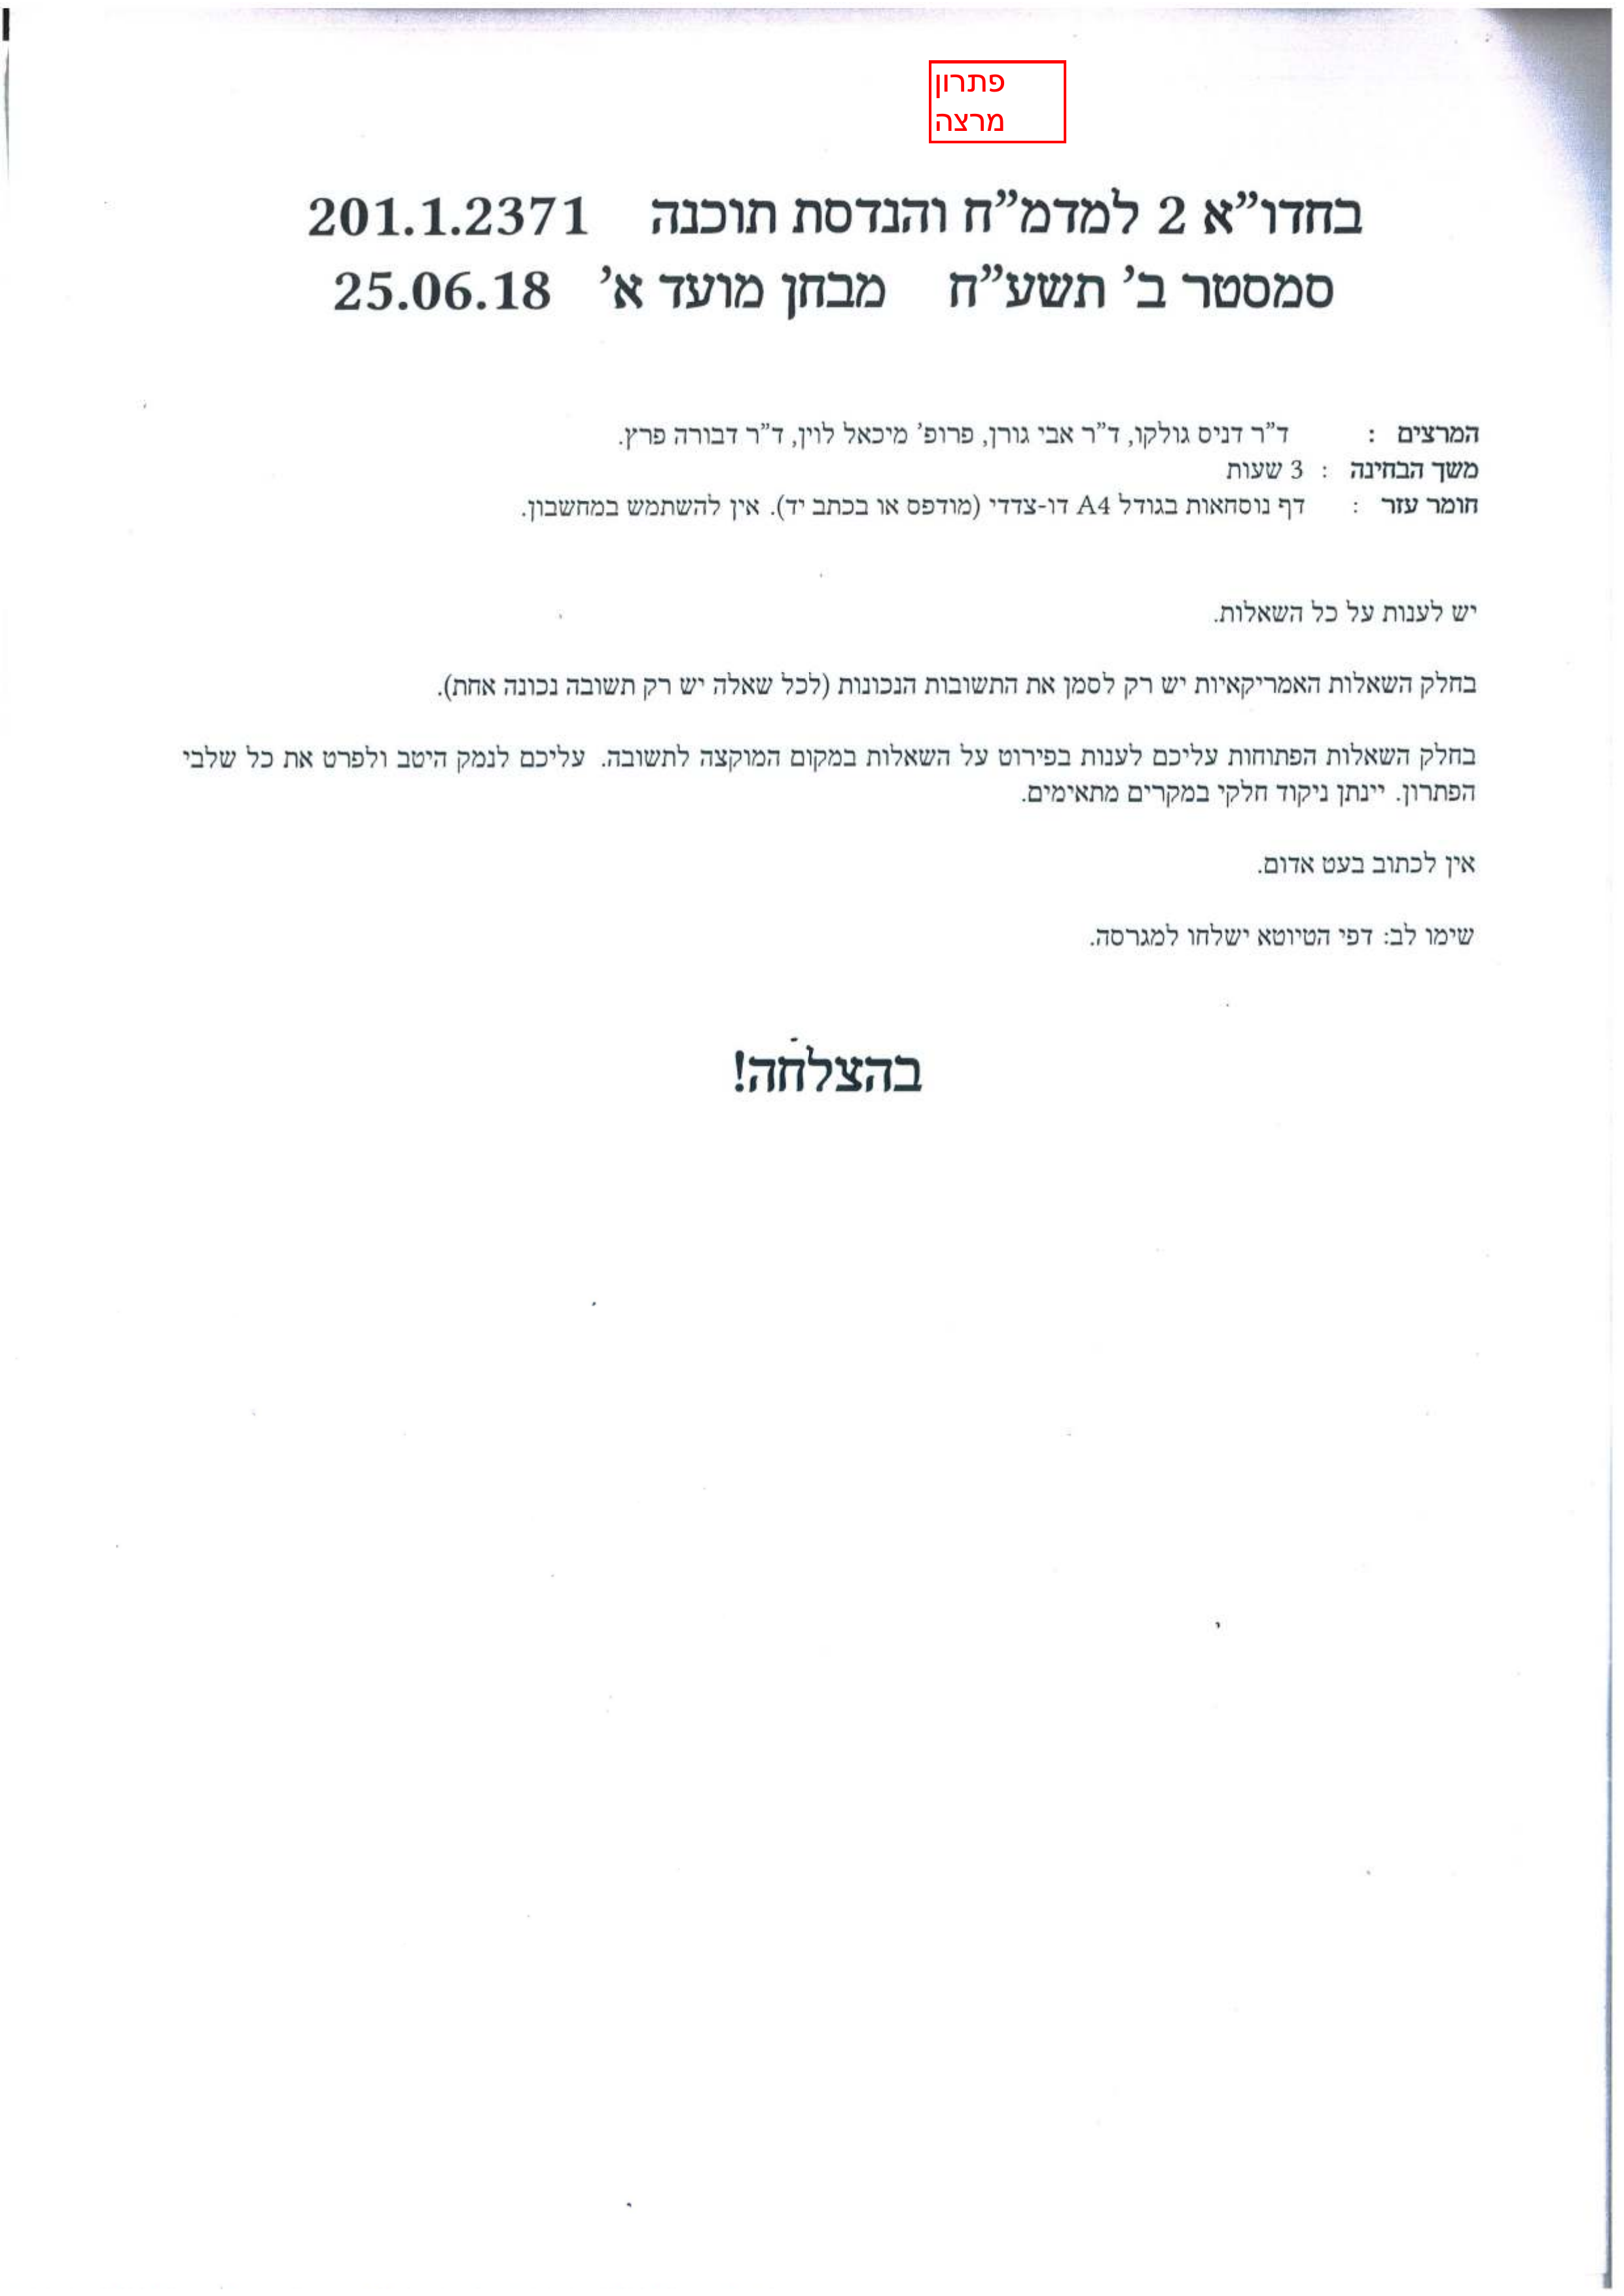 פתרון
מרצה
בחדו״א 2 למדמ״ח והנדסת תוכנה 201.1.2371
סמסטר ב׳ תשע״ח מבחן מועד א׳ 25.06.18
המרצים : ד״ר דניס גולקו, ד״ר אבי גורן, פרופ׳ מיכאל לוין, ד״ר דבורה פרץ.
משך הבחינה : 3 שעות
חומר עזר : דף נוסחאות בגודל A4 דו-צדדי (מודפס או בכתב יד). אין להשתמש במחשבון.
יש לענות על כל השאלות.
בחלק השאלות האמריקאיות יש רק לסמן את התשובות הנכונות (לכל שאלה יש רק תשובה נכונה אחת).
בחלק השאלות הפתוחות עליכם לענות בפירוט על השאלות במקום המוקצה לתשובה. עליכם לנמק היטב ולפרט את כל שלבי
הפתרון. יינתן ניקוד חלקי במקרים מתאימים.
אין לכתוב בעט אדום.
שימו לב: דפי הטיוטא ישלחו למגרסה.
בהצלחה!